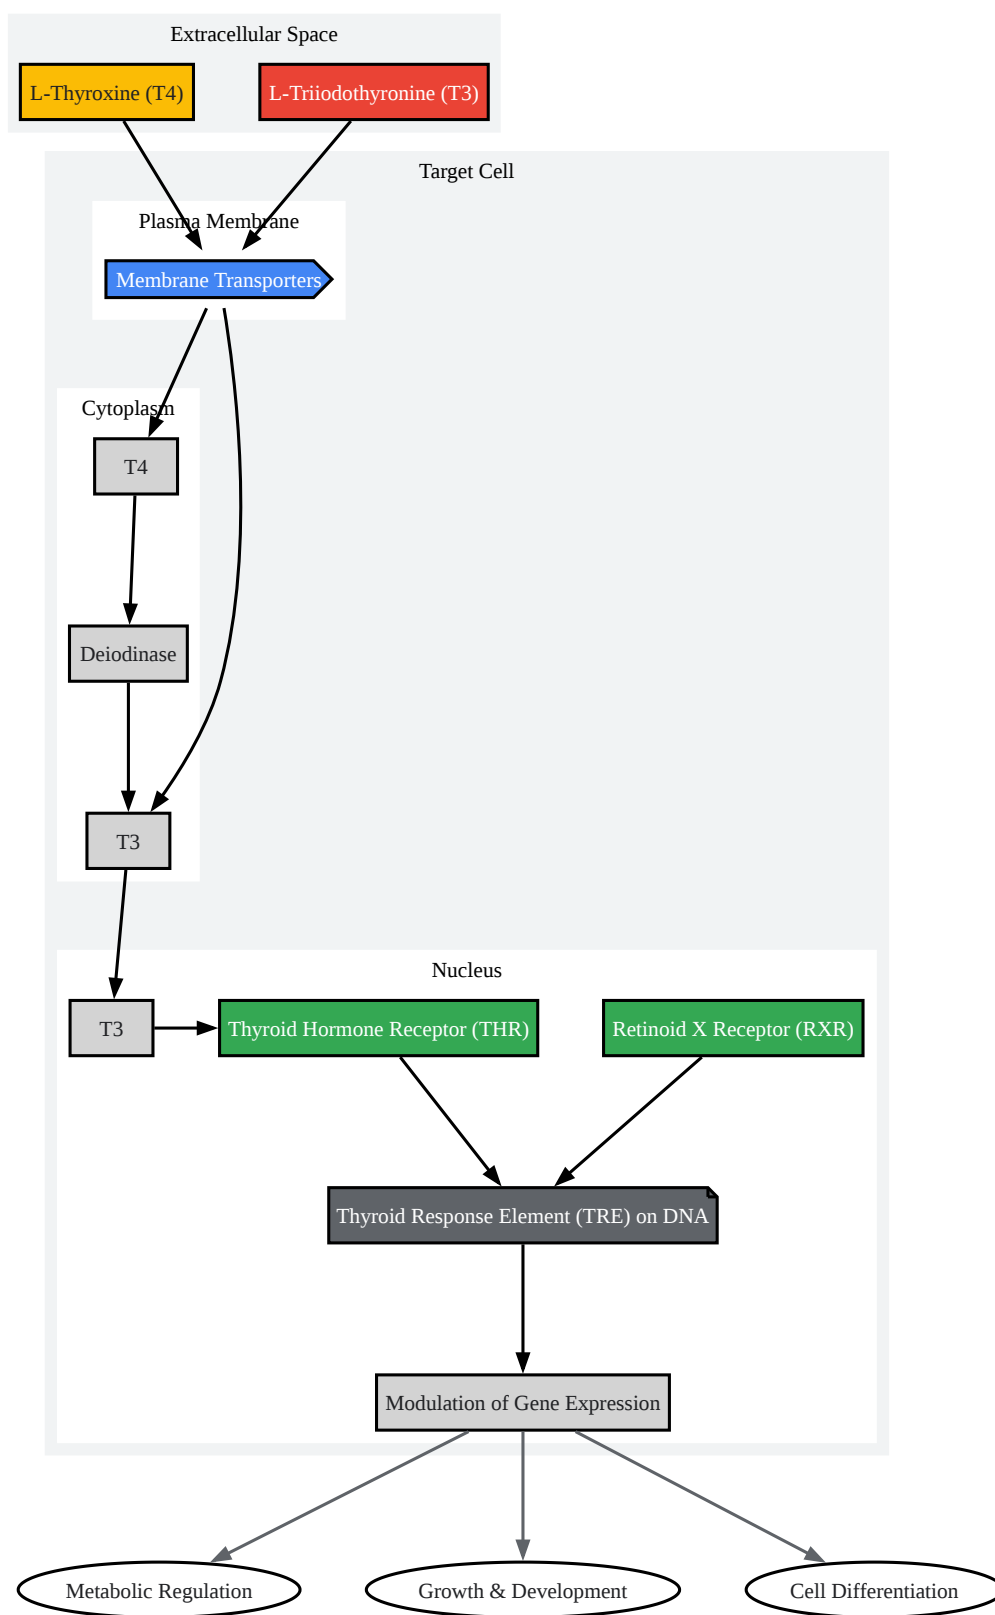 Extracellular Space
L-Thyroxine (T4)
L-Triiodothyronine (T3)
Target Cell
Plasma Membrane
Membrane Transporters
Cytoplasm
T4
Deiodinase
T3
Nucleus
T3
Thyroid Hormone Receptor (THR)
Retinoid X Receptor (RXR)
Thyroid Response Element (TRE) on DNA
Modulation of Gene Expression
Metabolic Regulation
Growth & Development
Cell Differentiation